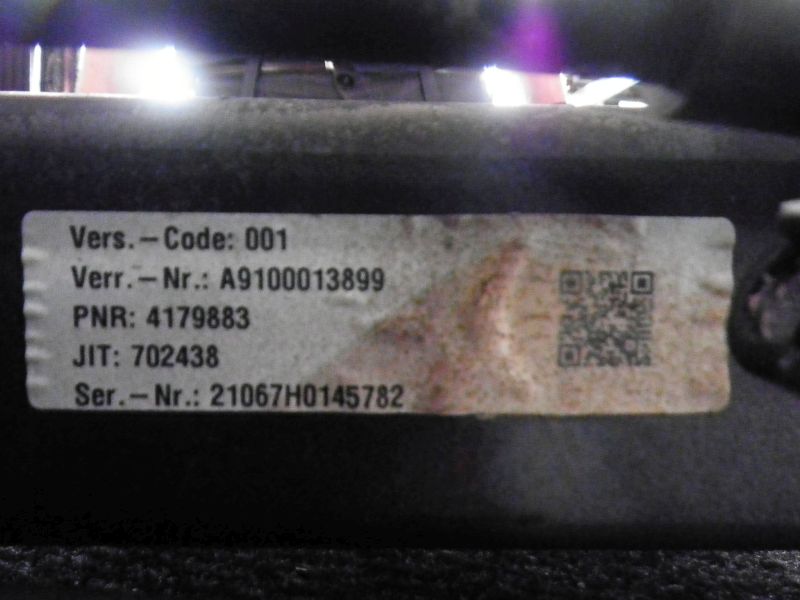 Vers.-Code: 001
Verr.-Nr.: A9100013899
PNR: 4179883
JIT: 702438
Ser.-Nr.: 21067H0145782